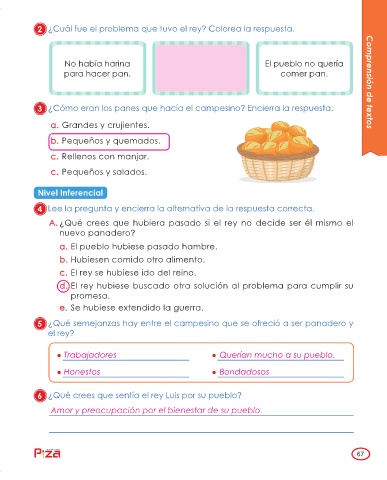 2 ¿Cuál fue el problema que tuvo el rey? Colorea la respuesta.
No había harina
para hacer pan.
El pueblo no quería
comer pan.
Comprensión de textos
3 ¿Cómo eran los panes que hacía el campesino? Encierra la respuesta.
a. Grandes y crujientes.
b. Pequeños y quemados.
c. Rellenos con manjar.
c. Pequeños y salados.
Nivel Inferencial
4 Lee la pregunta y encierra la alternativa de la respuesta correcta.
A. ¿Qué crees que hubiera pasado si el rey no decide ser él mismo el
nuevo panadero?
a. El pueblo hubiese pasado hambre.
b. Hubiesen comido otro alimento.
c. El rey se hubiese ido del reino.
d. El rey hubiese buscado otra solución al problema para cumplir su
promesa.
e. Se hubiese extendido la guerra.
5 ¿Qué semejanzas hay entre el campesino que se ofreció a ser panadero y
el rey?
• Trabajadores
• Querían mucho a su pueblo.
• Honestos
• Bondadosos
6 ¿Qué crees que sentía el rey Luis por su pueblo?
Amor y preocupación por el bienestar de su pueblo.
P:za
67